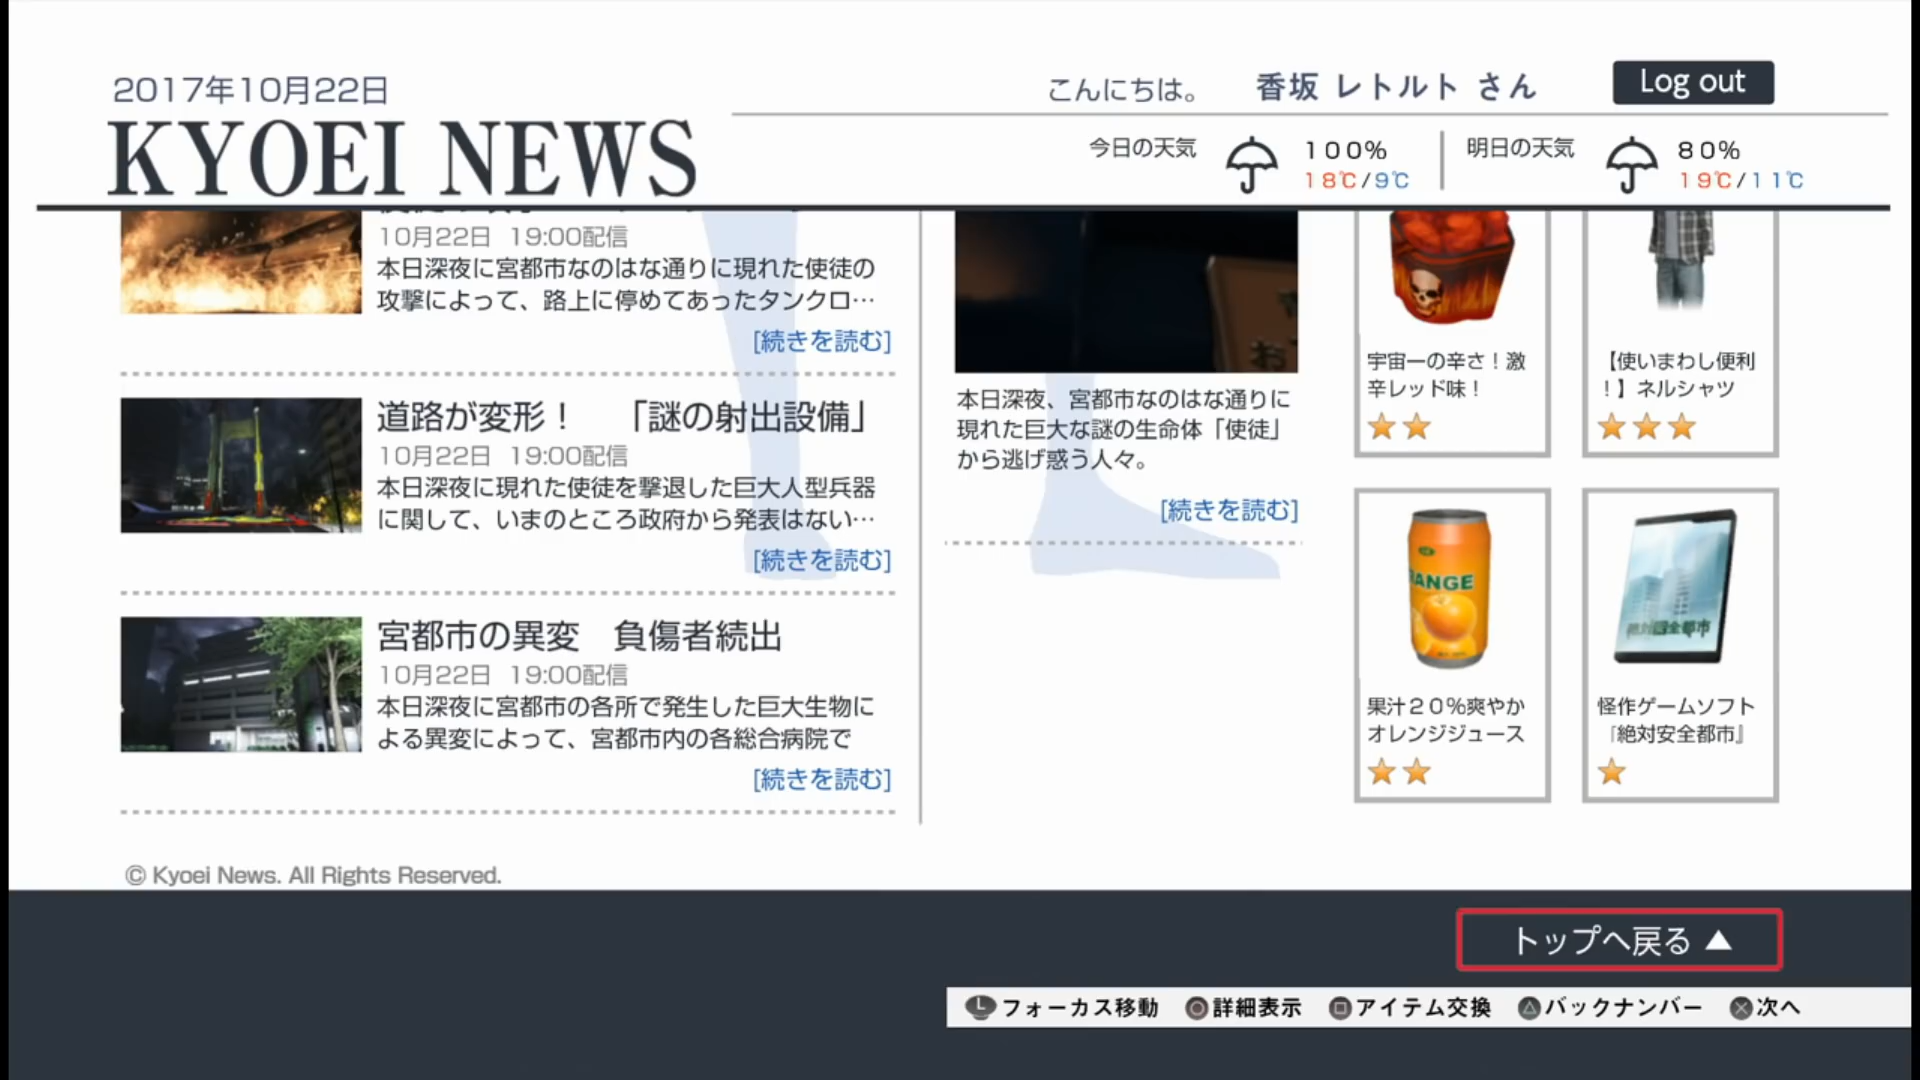 2017年10月22日
こんにちは。 香坂 レトルト さん
Log out
KYOEI NEWS
今日の天気
100%
18℃/9℃
明日の天気
80%
19℃/11℃
10月22日 19:00配信
本日深夜に宮都市なのはな通りに現れた使徒の
攻撃によって、路上に停めてあったタンクロ…
[続きを読む]
道路が変形！ 「謎の射出設備」
10月22日 19:00配信
本日深夜に現れた使徒を撃退した巨大人型兵器
に関して、いまのところ政府から発表はない…
[続きを読む]
宮都市の異変 負傷者続出
10月22日 19:00配信
本日深夜に宮都市の各所で発生した巨大生物に
よる異変によって、宮都市内の各総合病院で
[続きを読む]
本日深夜、宮都市なのはな通りに
現れた巨大な謎の生命体「使徒」
から逃げ惑う人々。
[続きを読む]
宇宙一の辛さ！激
辛レッド味！
【使いまわし便利
！】ネルシャツ
RANGE
果汁２０％爽やか
オレンジジュース
絶対安全都市
怪作ゲームソフト
『絶対安全都市』
© Kyoei News. All Rights Reserved.
トップへ戻る ▲
L フォーカス移動 ◎詳細表示 □アイテム交換 △バックナンバー ×次へ